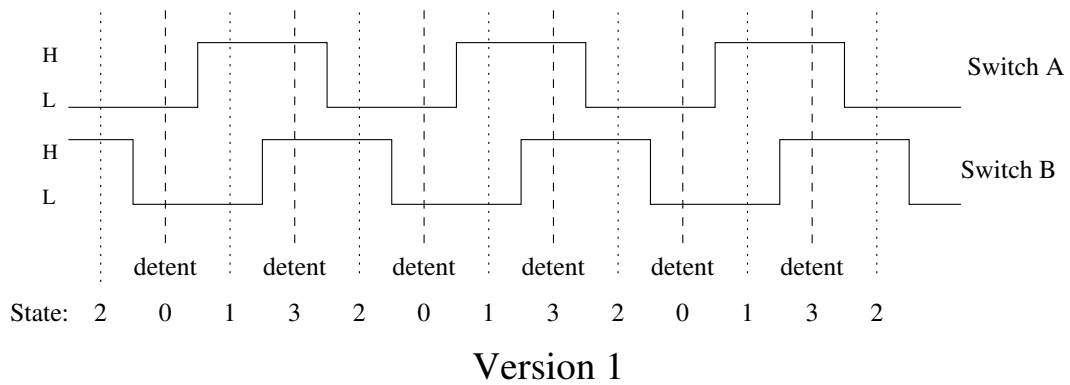 H
Switch A
L
H
Switch B
L
detent detent detent detent detent detent
State: 2 0 1 3 2 0 1 3 2 0 1 3 2
Version 1